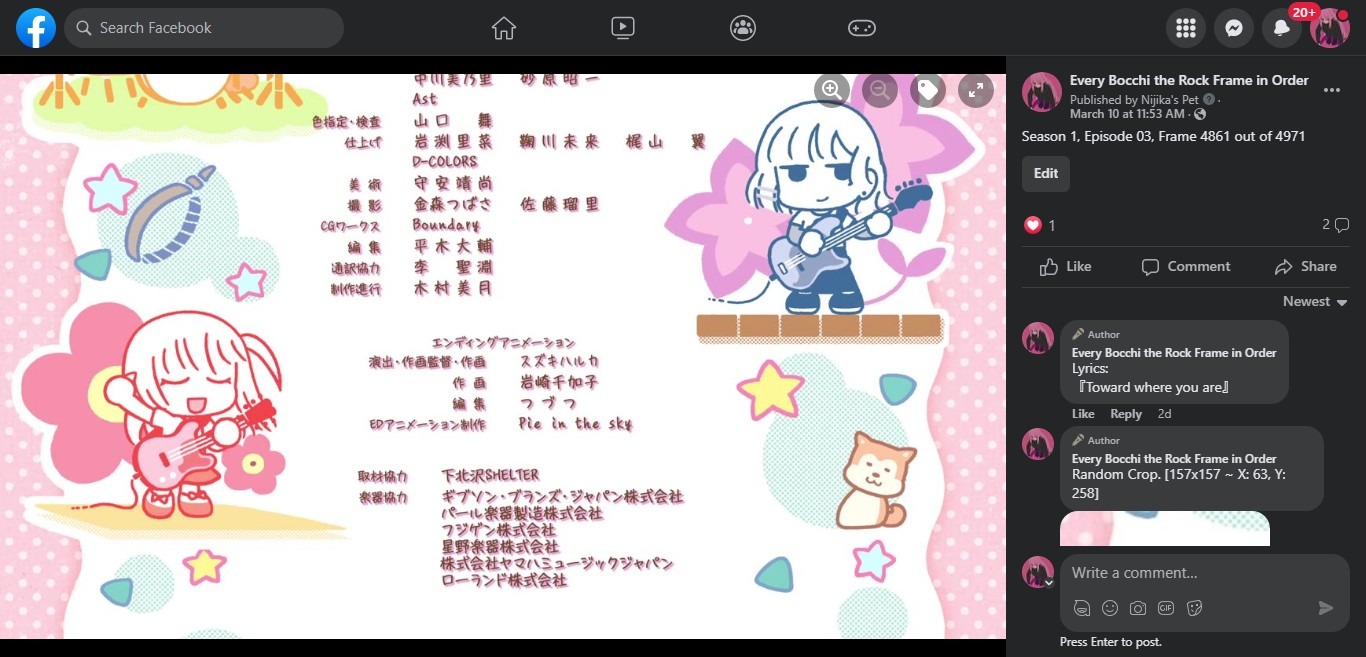 Search Facebook
20+
中川美乃里 砂原昭一
Ast
色指定・検査 山口 舞
仕上げ 岩渕里菜 鞠川未来 梶山 翼
D-COLORS
美術 守安靖尚
撮影 金森つばさ 佐藤瑠里
CGワークス Boundary
編集 平木大輔
通訳協力 李 聖淵
制作進行 木村美月
エンディングアニメーション
演出・作画監督・作画 スズキハルカ
作画 岩崎千加子
編集 つづつ
EDアニメーション制作 Pie in the sky
取材協力 下北沢SHELTER
楽器協力 ギブソン・ブランズ・ジャパン株式会社
パール楽器製造株式会社
フジゲン株式会社
星野楽器株式会社
株式会社ヤマハミュージックジャパン
ローランド株式会社
Every Bocchi the Rock Frame in Order
Published by Nijika's Pet ·
March 10 at 11:53 AM ·
Season 1, Episode 03, Frame 4861 out of 4971
Edit
1
2
Like Comment Share
Newest
Author
Every Bocchi the Rock Frame in Order
Lyrics:
『Toward where you are』
Like Reply 2d
Author
Every Bocchi the Rock Frame in Order
Random Crop. [157x157 ~ X: 63, Y:
258]
Write a comment...
GIF
Press Enter to post.